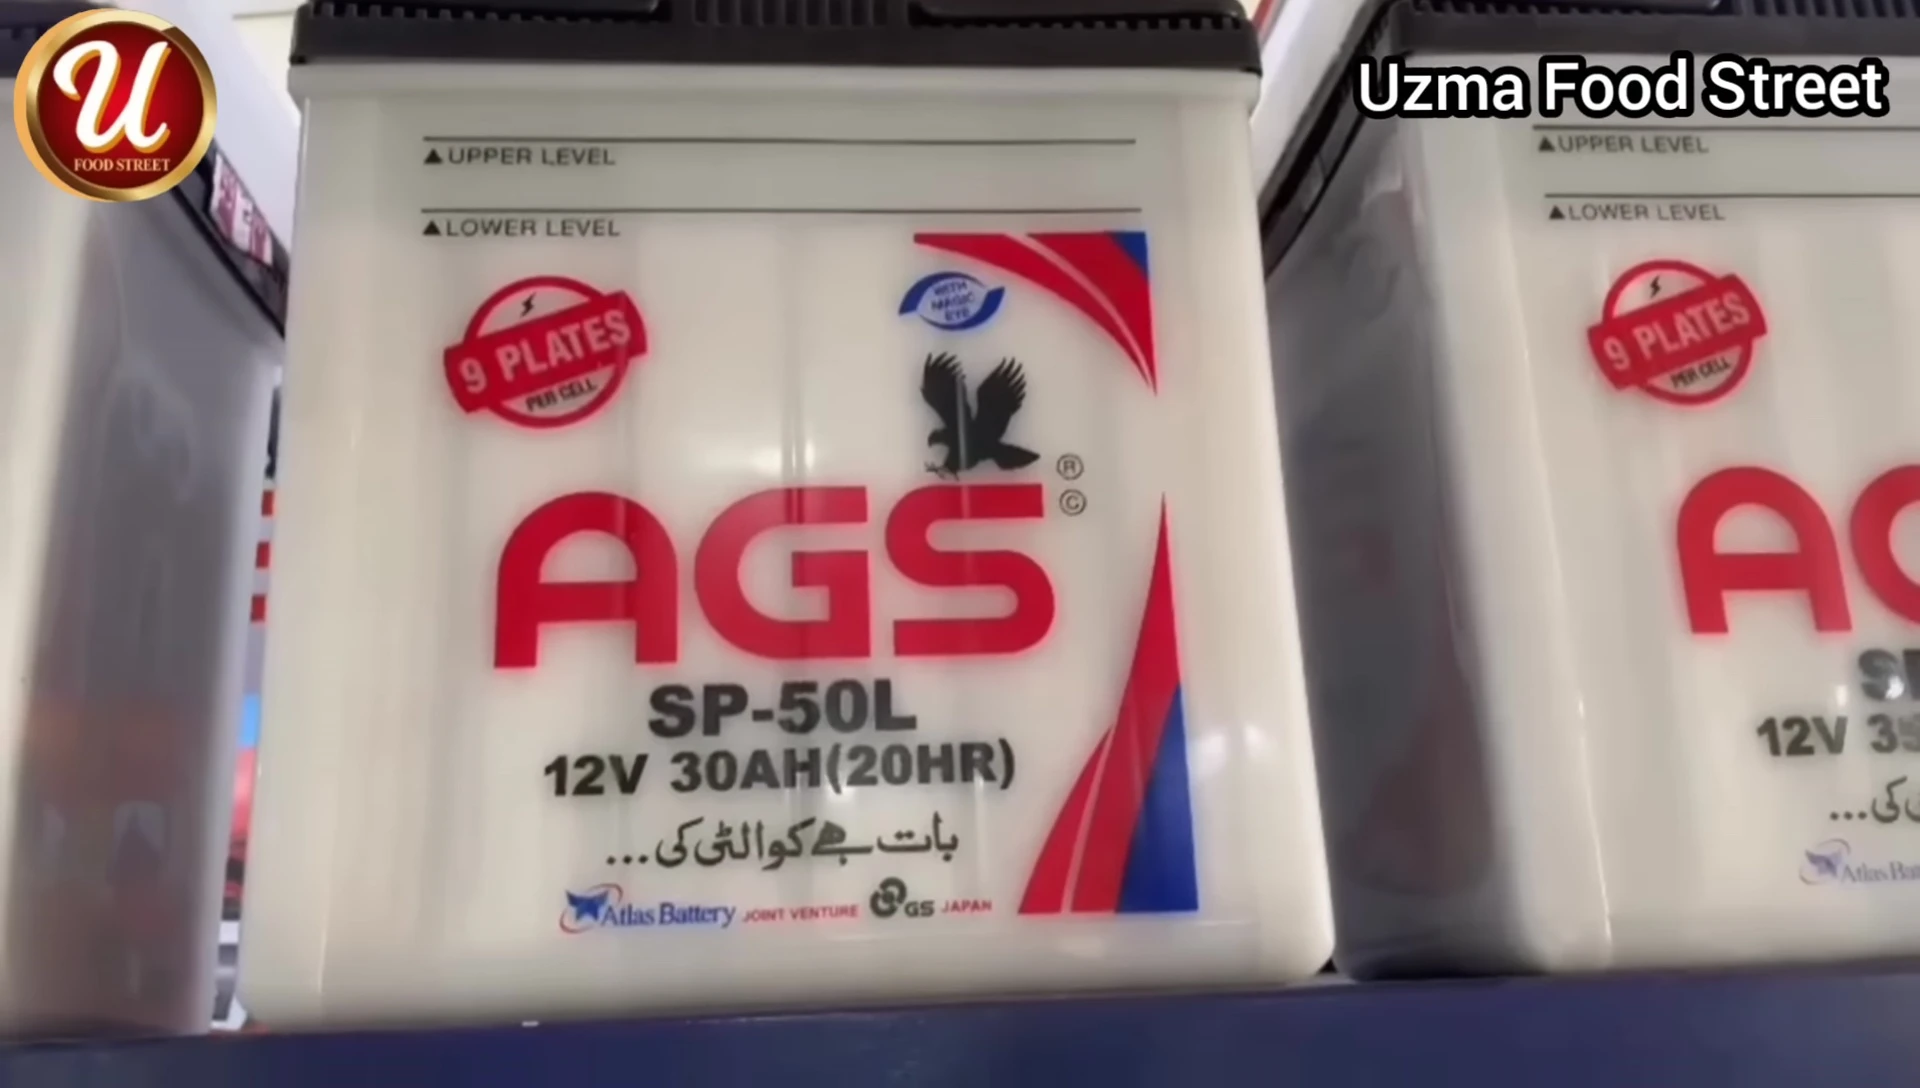 U
FOOD STREET
Uzma Food Street
▲UPPER LEVEL
▲LOWER LEVEL
9 PLATES
PER CELL
WITH
MAGIC
EYE
AGS
®
©
SP-50L
12V 30AH(20HR)
بات ہے کوالٹی کی...
Atlas Battery JOINT VENTURE GS JAPAN
▲UPPER LEVEL
▲LOWER LEVEL
9 PLATES
PER CELL
12V
کی...
Atlas